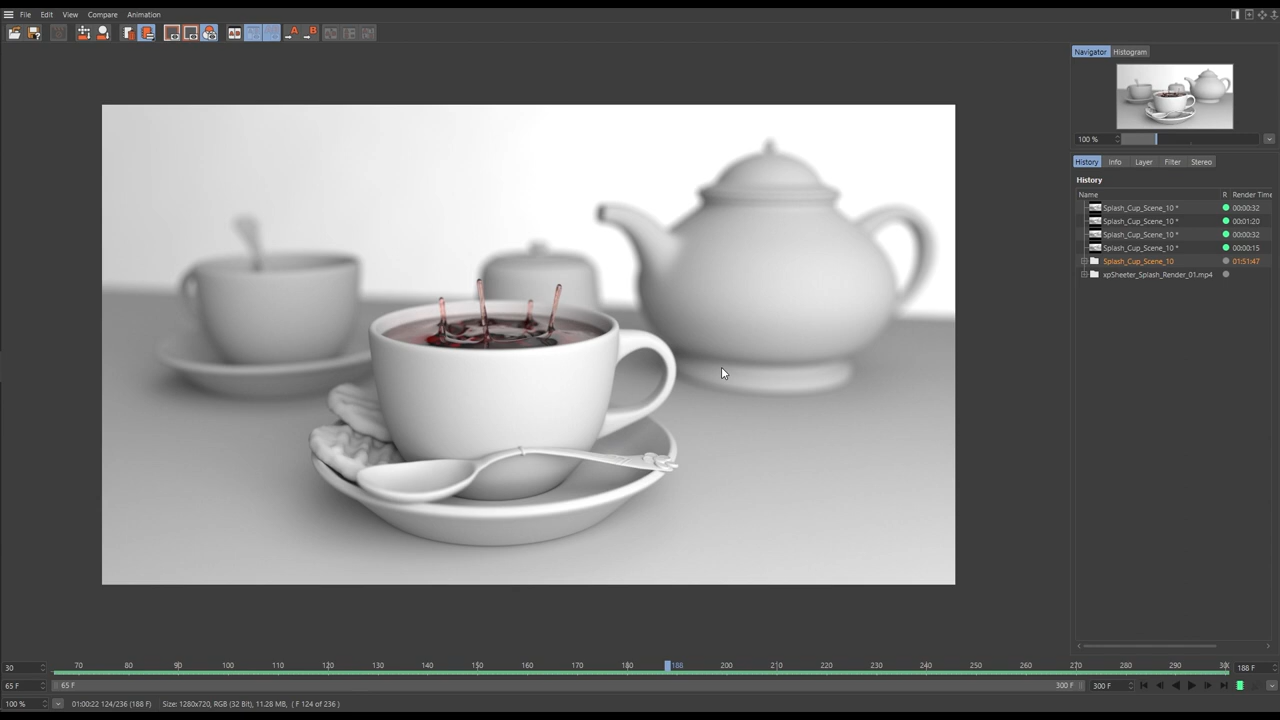 File Edit View Compare Animation
A B
Navigator Histogram
100 %
History Info Layer Filter Stereo
History
Name R Render Time
Splash_Cup_Scene_10 * 00:00:32
Splash_Cup_Scene_10 * 00:01:20
Splash_Cup_Scene_10 * 00:00:32
Splash_Cup_Scene_10 * 00:00:15
Splash_Cup_Scene_10 01:51:47
xpSheeter_Splash_Render_01.mp4
30 70 80 90 100 110 120 130 140 150 160 170 180 188 200 210 220 230 240 250 260 270 280 290 188 F
65 F 65 F 300 F 300 F
100 % 01:00:22 124/236 (188 F) Size: 1280x720, RGB (32 Bit), 11.28 MB, ( F 124 of 236 )